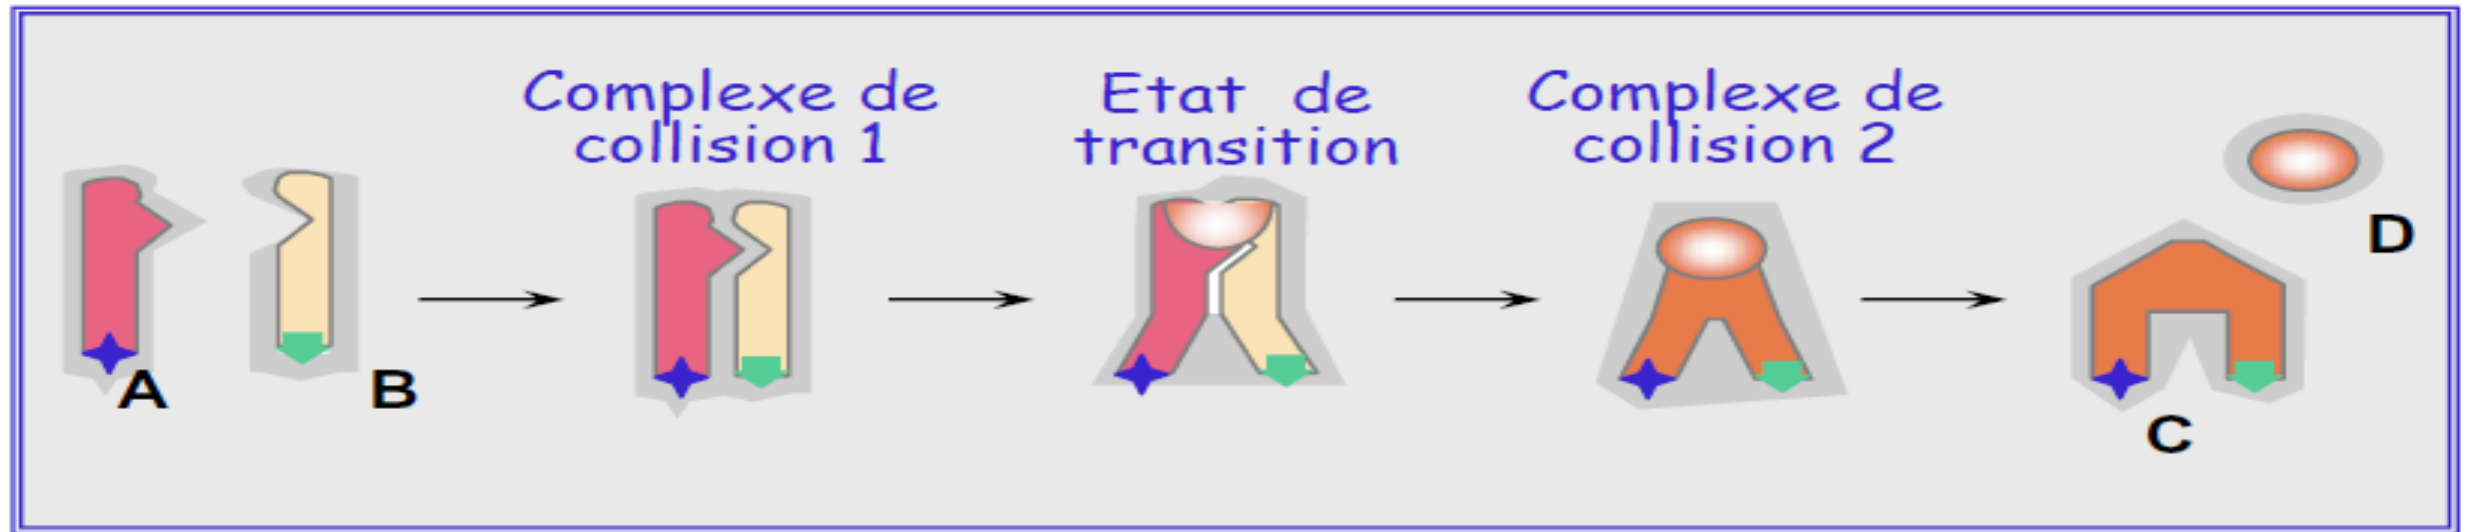 Complexe de
collision 1
Etat de
transition
Complexe de
collision 2
A
B
C
D